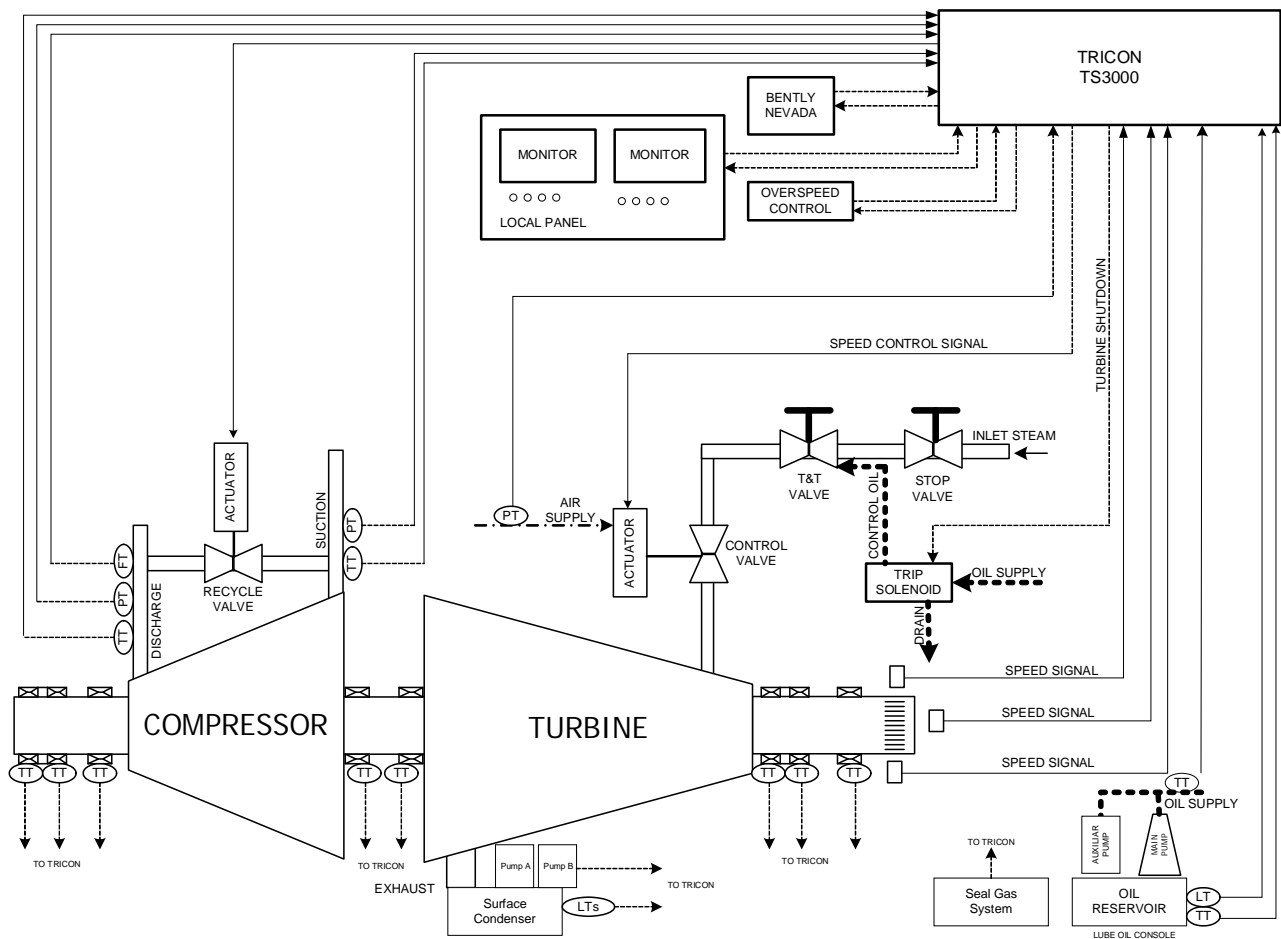 TRICON
TS3000
BENTLY
NEVADA
MONITOR
MONITOR
OVERSPEED
CONTROL
LOCAL PANEL
SPEED CONTROL SIGNAL
TURBINE SHUTDOWN
INLET STEAM
T&T
VALVE
STOP
VALVE
ACTUATOR
SUCTION
PT
TT
AIR
SUPPLY
PT
ACTUATOR
CONTROL
VALVE
CONTROL OIL
TRIP
SOLENOID
OIL SUPPLY
DRAIN
FT
PT
TT
RECYCLE
VALVE
DISCHARGE
SPEED SIGNAL
COMPRESSOR
TURBINE
SPEED SIGNAL
SPEED SIGNAL
TT
TT
TT
TT
TT
TT
TT
TT
TT
OIL SUPPLY
AUXILIAR
PUMP
MAIN
PUMP
TO TRICON
TO TRICON
TO TRICON
TO TRICON
EXHAUST
Pump A
Pump B
TO TRICON
Surface
Condenser
LTs
Seal Gas
System
OIL
RESERVOIR
LT
TT
LUBE OIL CONSOLE